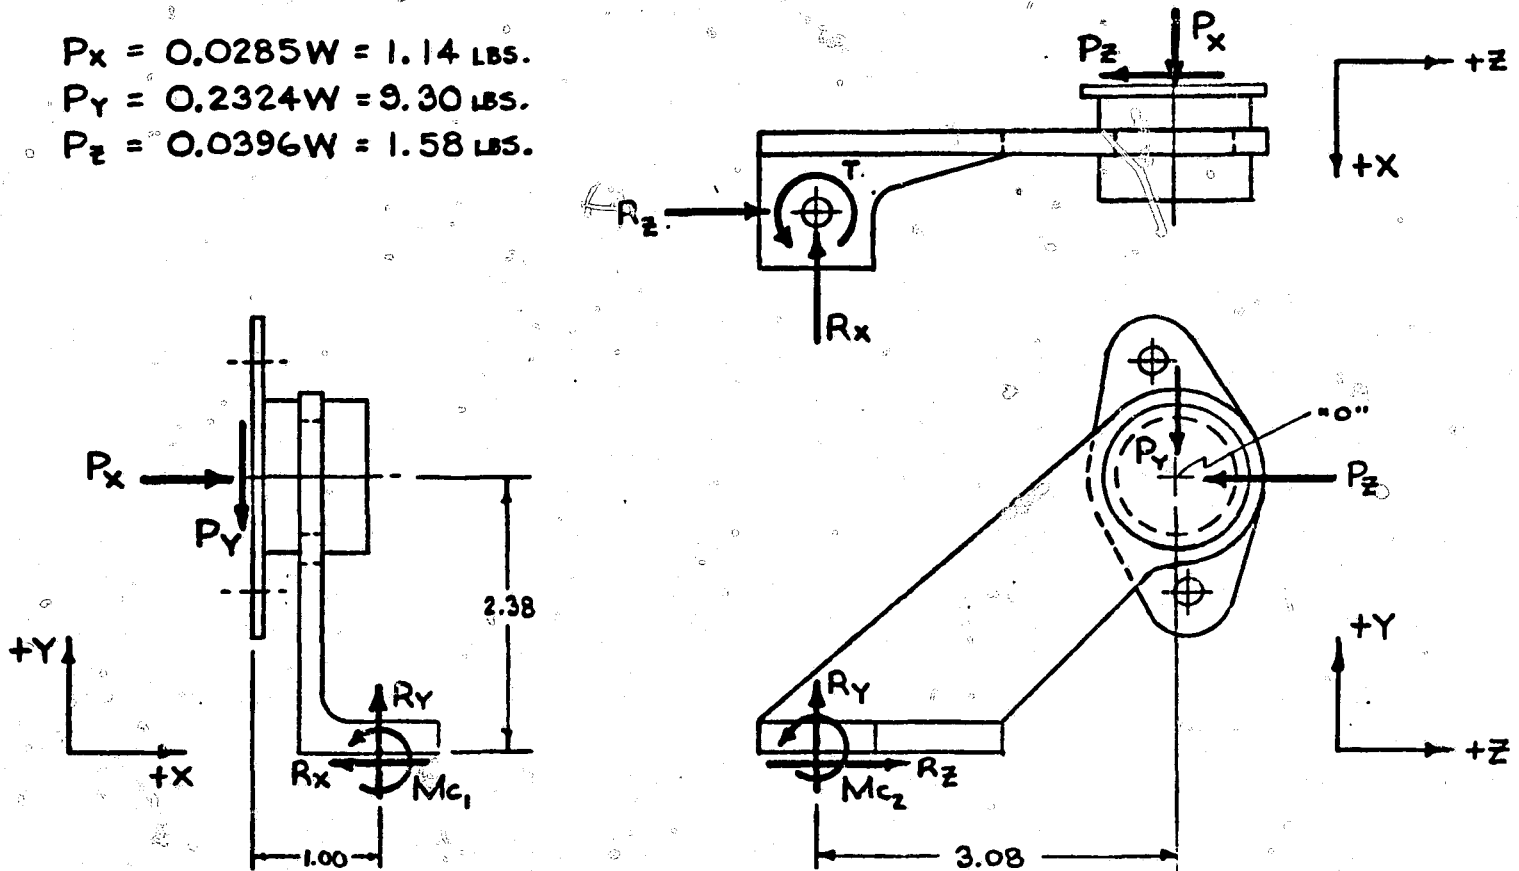 Px = 0.0285W = 1.14 LBS.
PY = 0.2324W = 9.30 LBS.
PZ = 0.0396W = 1.58 LBS.
PZ
Px
+Z
+X
T.
RZ.
Rx
Px
PY
2.38
+Y
+X
RY
Rx
Mc1
1.00
"O"
PY
PZ
RY
RZ
Mc2
3.08
+Y
+Z